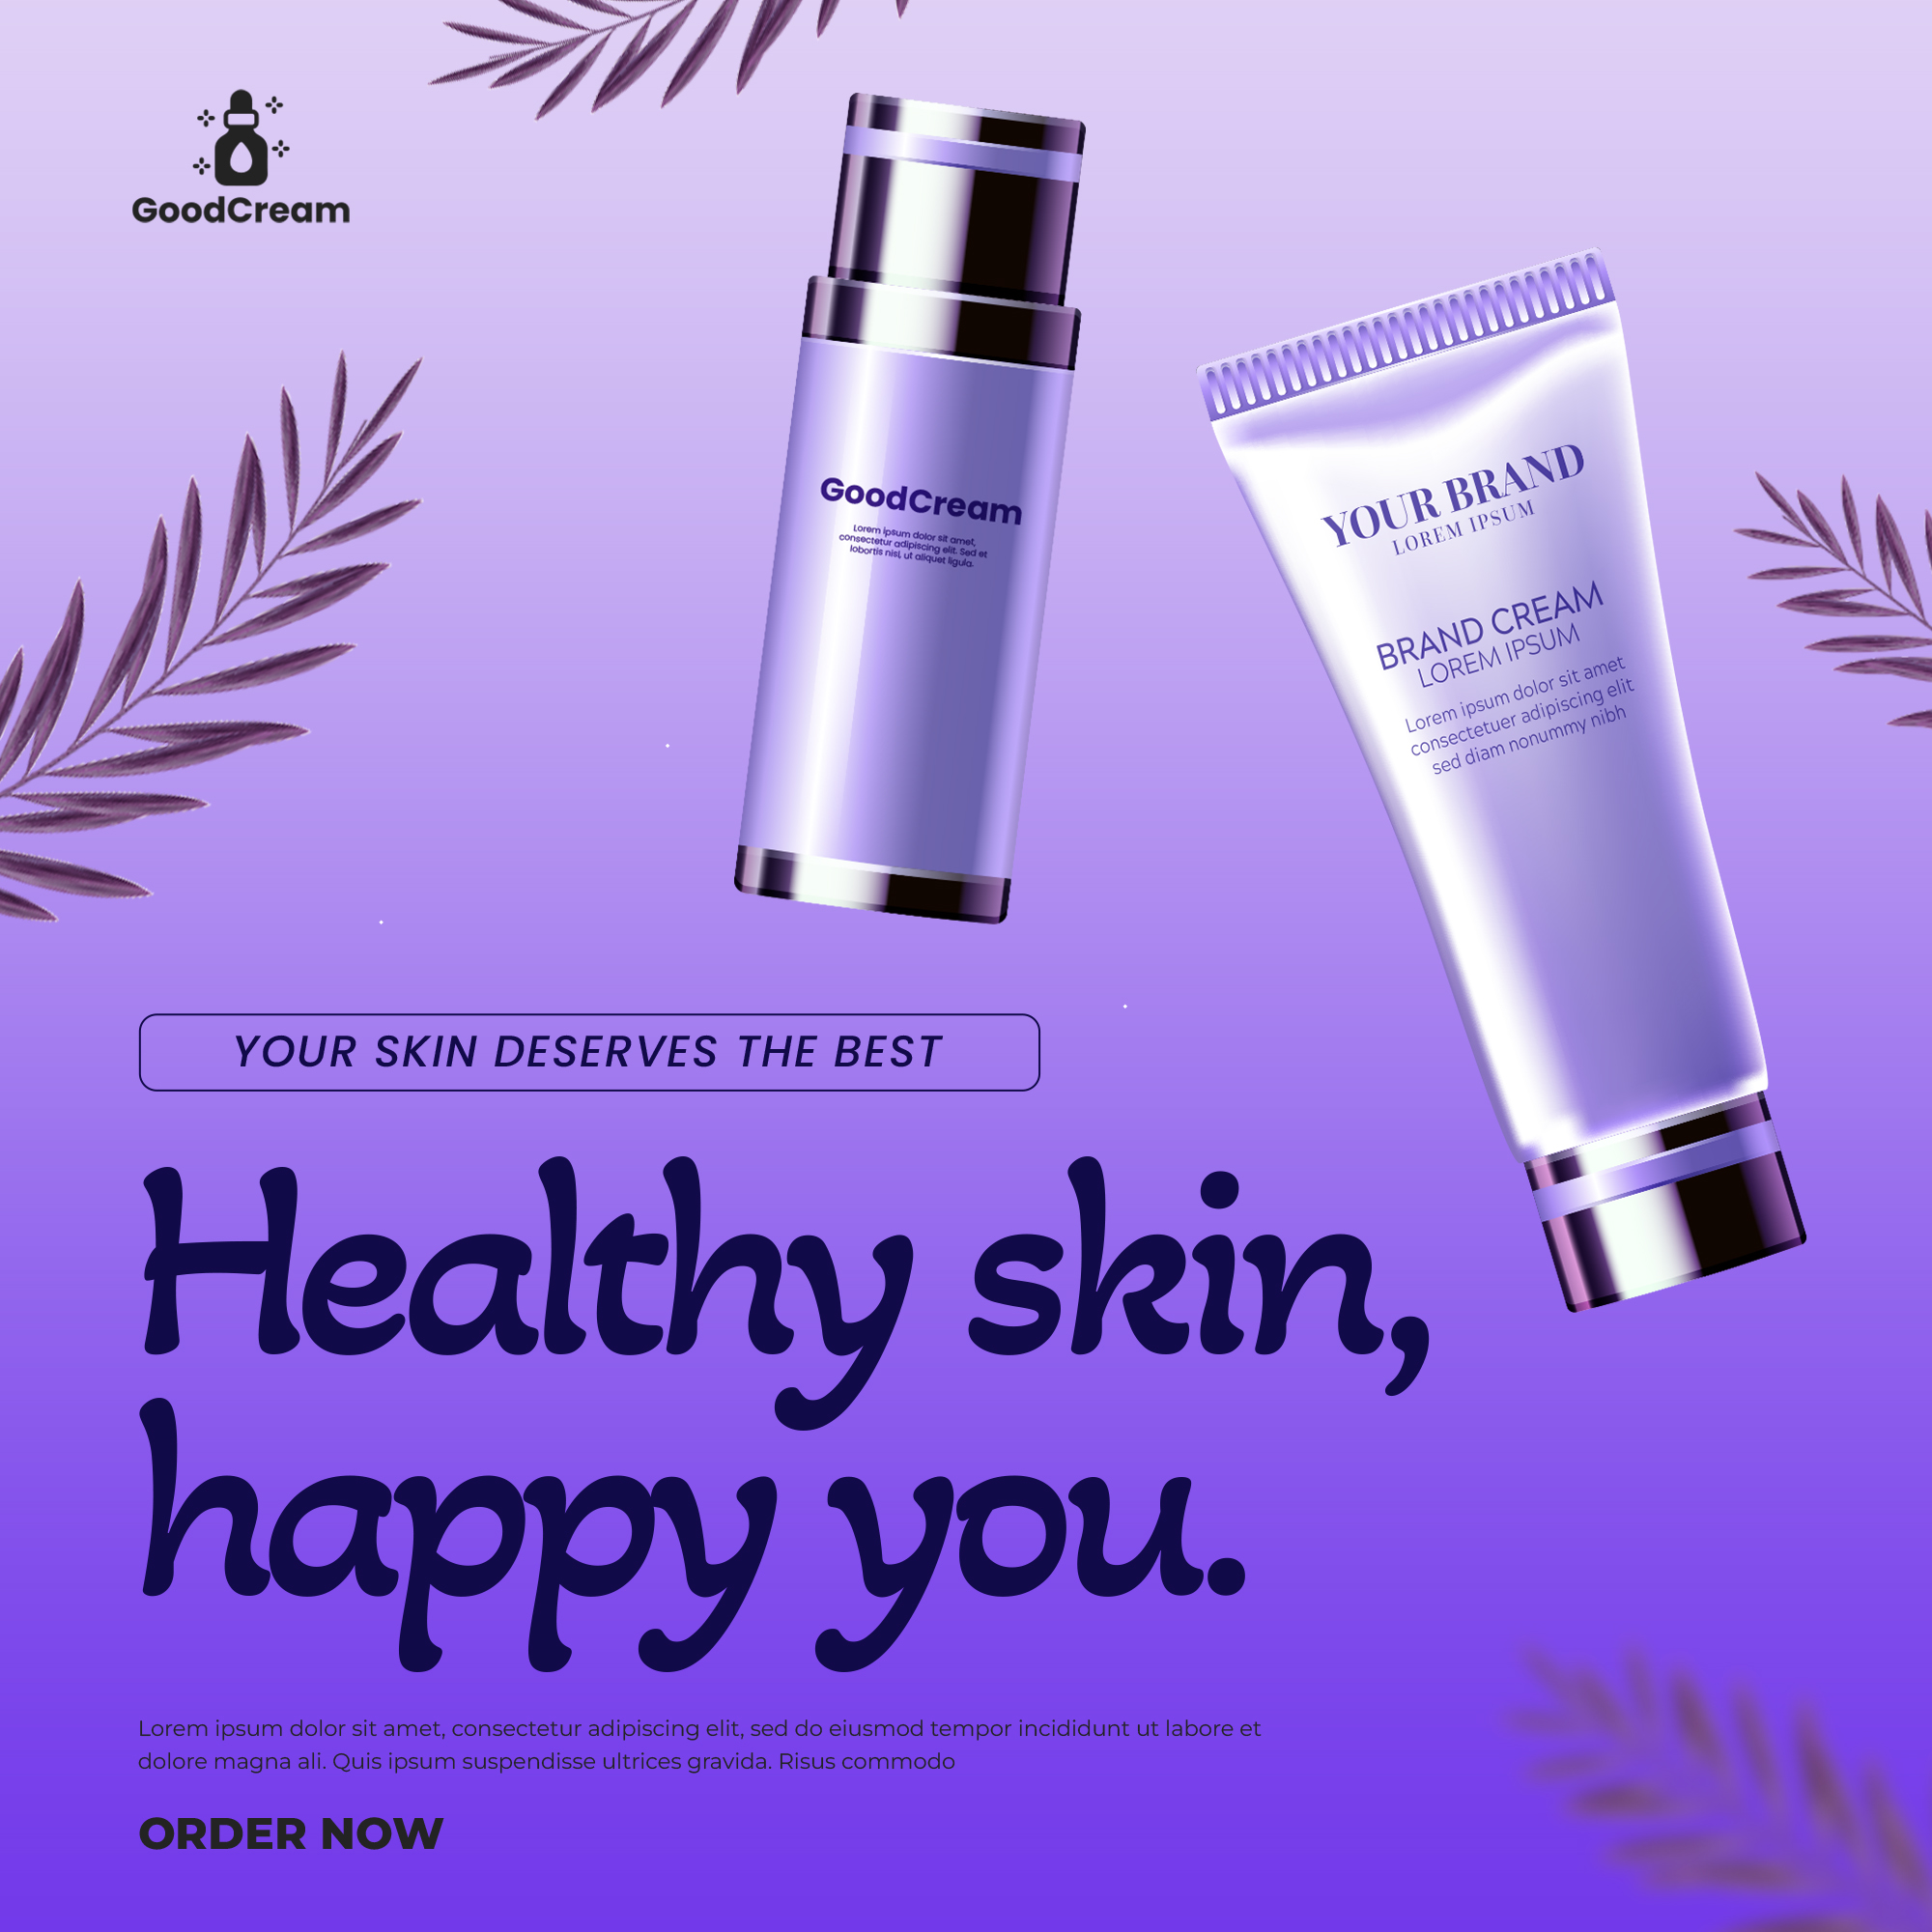 GoodCream
GoodCream
Lorem ipsum dolor sit amet,
consectetur adipiscing elit. Sed et
lobortis nisl, ut aliquet ligula.
YOUR BRAND
LOREM IPSUM
BRAND CREAM
LOREM IPSUM
Lorem ipsum dolor sit amet
consectetuer adipiscing elit
sed diam nonummy nibh
YOUR SKIN DESERVES THE BEST
Healthy skin,
happy you.
Lorem ipsum dolor sit amet, consectetur adipiscing elit, sed do eiusmod tempor incididunt ut labore et
dolore magna ali. Quis ipsum suspendisse ultrices gravida. Risus commodo
ORDER NOW